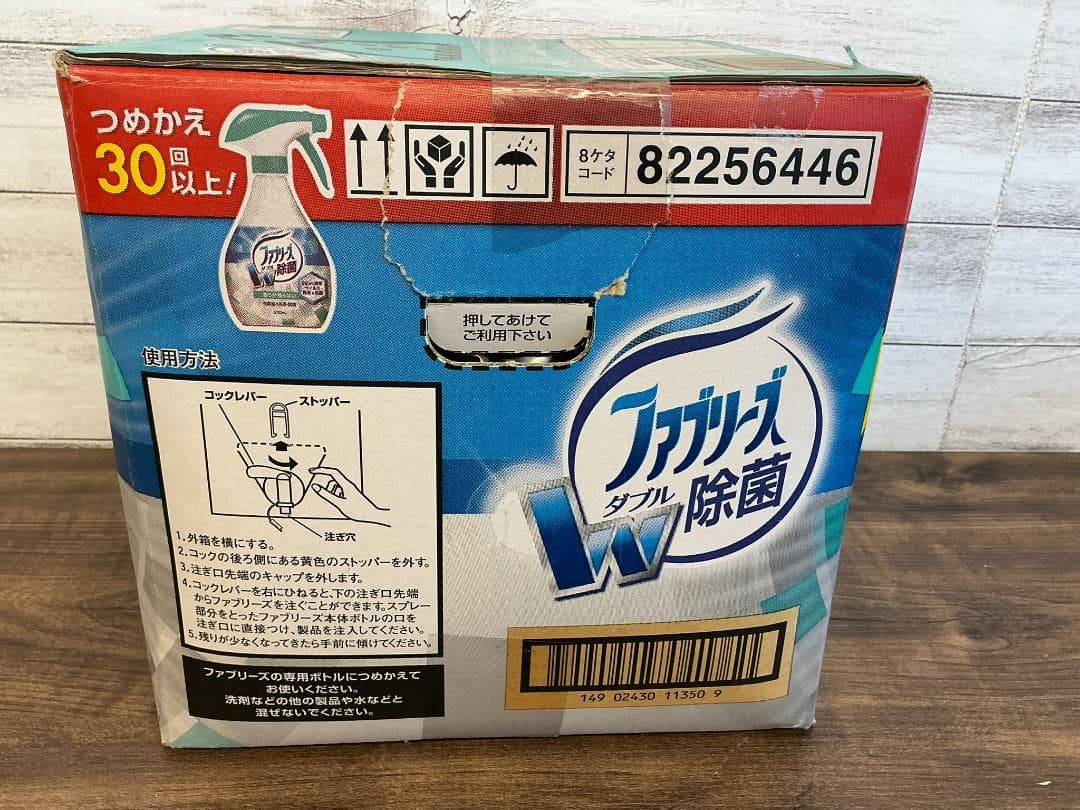 つめかえ
30回
以上!
8ケタ
コード
82256446
ファブリーズ
ダブル
W除菌
押してあけて
ご利用下さい
使用方法
コックレバー
ストッパー
注ぎ穴
1.外箱を横にする。
2.コックの後ろ側にある黄色のストッパーを外す。
3.注ぎ口先端のキャップを外します。
4.コックレバーを右にひねると、下の注ぎ口先端
からファブリーズを注ぐことができます。スプレー
部分をとったファブリーズ本体ボトルの口を
注ぎ口に直接つけ、製品を注入してください。
5.残りが少なくなってきたら手前に傾けてください。
ファブリーズの専用ボトルにつめかえて
お使いください。
洗剤などの他の製品や水などと
混ぜないでください。
ファブリーズ
ダブル
W除菌
149 02430 11350 9